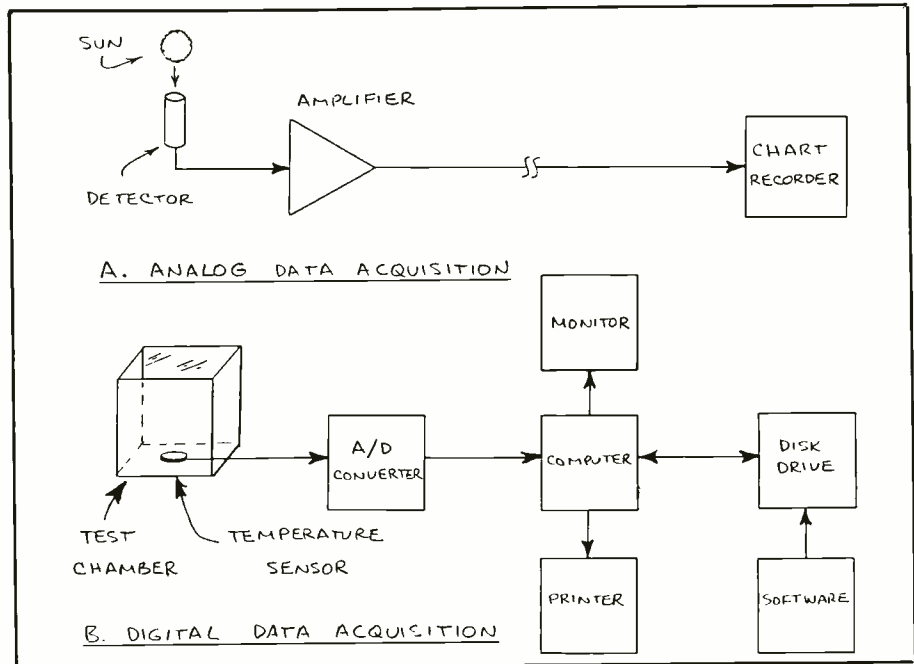 SUN
AMPLIFIER
DETECTOR
CHART
RECORDER
A. ANALOG DATA ACQUISITION
MONITOR
A/D
CONVERTER
COMPUTER
DISK
DRIVE
TEST
CHAMBER
TEMPERATURE
SENSOR
PRINTER
SOFTWARE
B. DIGITAL DATA ACQUISITION